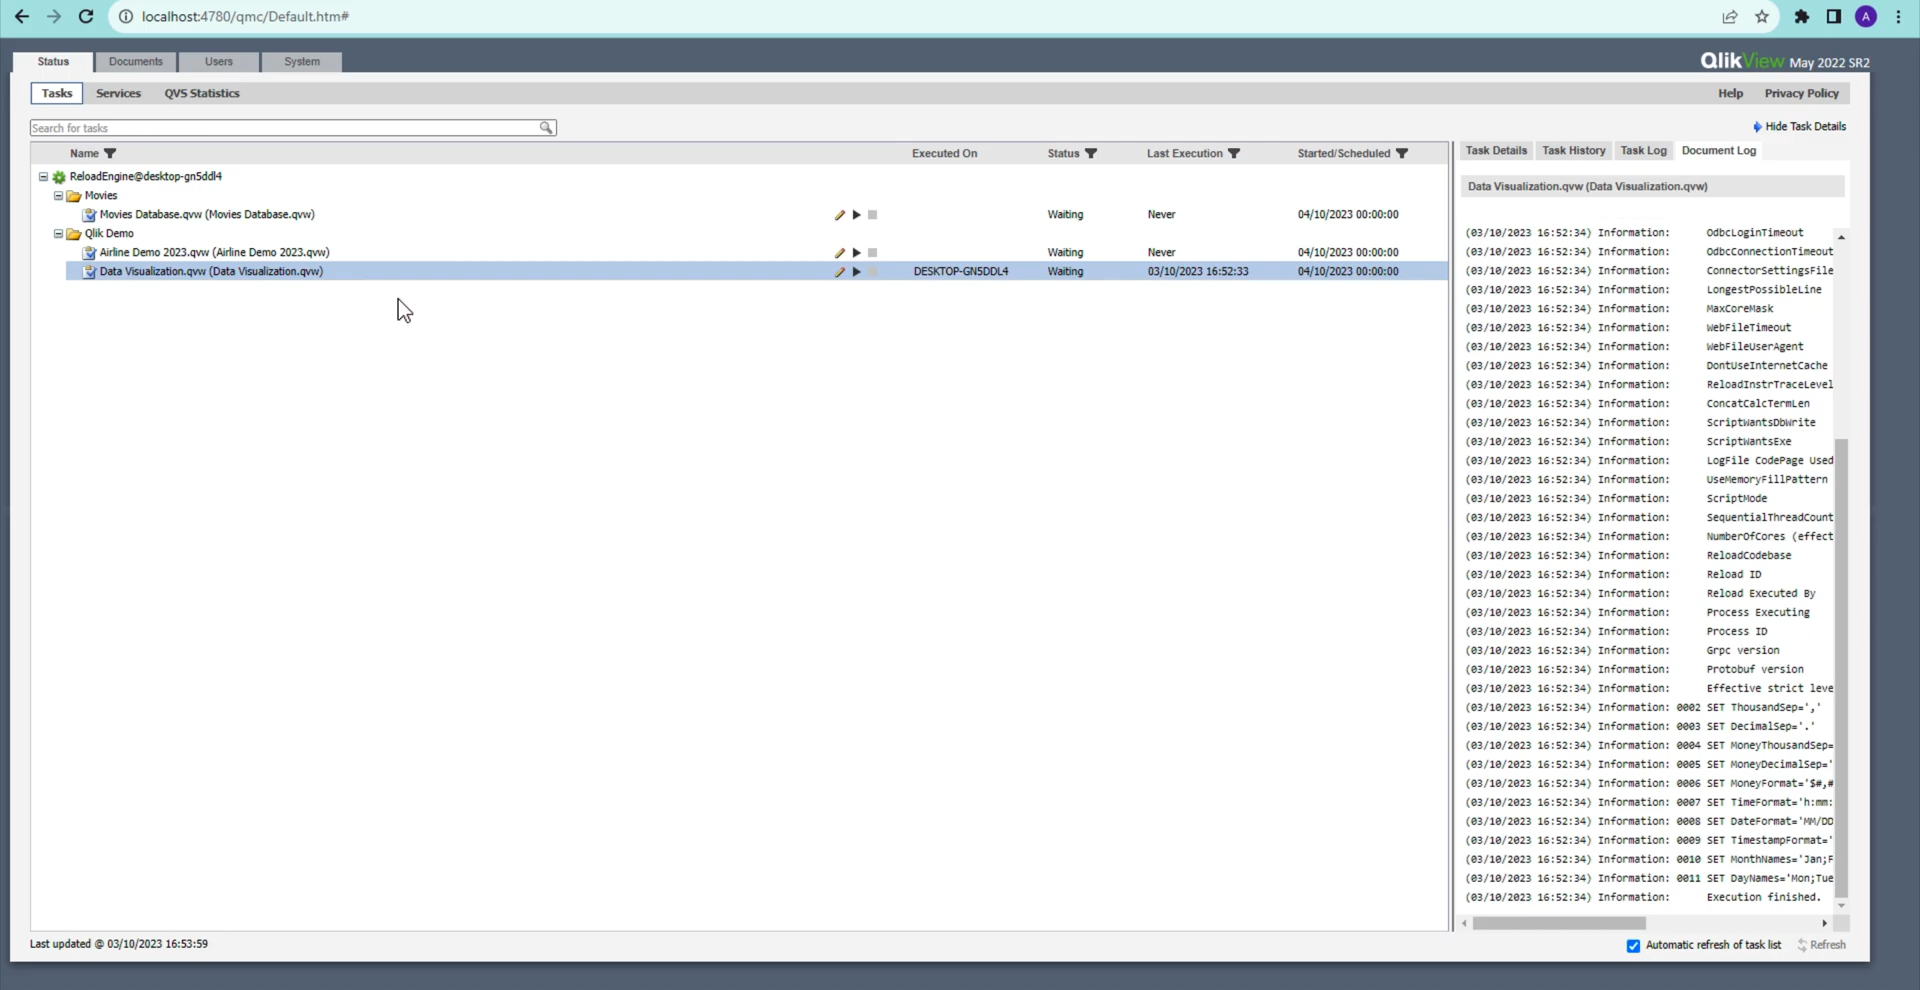 localhost:4780/qmc/Default.htm#
A
Status Documents Users System
QlikView May 2022 SR2
Tasks Services QVS Statistics Help Privacy Policy
Search for tasks
Hide Task Details
Name Executed On Status Last Execution Started/Scheduled
Task Details Task History Task Log Document Log
ReloadEngine@desktop-gn5ddl4
Data Visualization.qvw (Data Visualization.qvw)
Movies
Movies Database.qvw (Movies Database.qvw) Waiting Never 04/10/2023 00:00:00
Qlik Demo
Airline Demo 2023.qvw (Airline Demo 2023.qvw) Waiting Never 04/10/2023 00:00:00
Data Visualization.qvw (Data Visualization.qvw) DESKTOP-GN5DDL4 Waiting 03/10/2023 16:52:33 04/10/2023 00:00:00
(03/10/2023 16:52:34) Information: OdbcLoginTimeout
(03/10/2023 16:52:34) Information: OdbcConnectionTimeout
(03/10/2023 16:52:34) Information: ConnectorSettingsFile
(03/10/2023 16:52:34) Information: LongestPossibleLine
(03/10/2023 16:52:34) Information: MaxCoreMask
(03/10/2023 16:52:34) Information: WebFileTimeout
(03/10/2023 16:52:34) Information: WebFileUserAgent
(03/10/2023 16:52:34) Information: DontUseInternetCache
(03/10/2023 16:52:34) Information: ReloadInstrTraceLevel
(03/10/2023 16:52:34) Information: ConcatCalcTermLen
(03/10/2023 16:52:34) Information: ScriptWantsDbWrite
(03/10/2023 16:52:34) Information: ScriptWantsExe
(03/10/2023 16:52:34) Information: LogFile CodePage Used
(03/10/2023 16:52:34) Information: UseMemoryFillPattern
(03/10/2023 16:52:34) Information: ScriptMode
(03/10/2023 16:52:34) Information: SequentialThreadCount
(03/10/2023 16:52:34) Information: NumberOfCores (effect
(03/10/2023 16:52:34) Information: ReloadCodebase
(03/10/2023 16:52:34) Information: Reload ID
(03/10/2023 16:52:34) Information: Reload Executed By
(03/10/2023 16:52:34) Information: Process Executing
(03/10/2023 16:52:34) Information: Process ID
(03/10/2023 16:52:34) Information: Grpc version
(03/10/2023 16:52:34) Information: Protobuf version
(03/10/2023 16:52:34) Information: Effective strict leve
(03/10/2023 16:52:34) Information: 0002 SET ThousandSep=','
(03/10/2023 16:52:34) Information: 0003 SET DecimalSep='.'
(03/10/2023 16:52:34) Information: 0004 SET MoneyThousandSep=
(03/10/2023 16:52:34) Information: 0005 SET MoneyDecimalSep='
(03/10/2023 16:52:34) Information: 0006 SET MoneyFormat='$#,#
(03/10/2023 16:52:34) Information: 0007 SET TimeFormat='h:mm:
(03/10/2023 16:52:34) Information: 0008 SET DateFormat='MM/DD
(03/10/2023 16:52:34) Information: 0009 SET TimestampFormat='
(03/10/2023 16:52:34) Information: 0010 SET MonthNames='Jan;F
(03/10/2023 16:52:34) Information: 0011 SET DayNames='Mon;Tue
(03/10/2023 16:52:34) Information: Execution finished.
Last updated @ 03/10/2023 16:53:59
Automatic refresh of task list Refresh